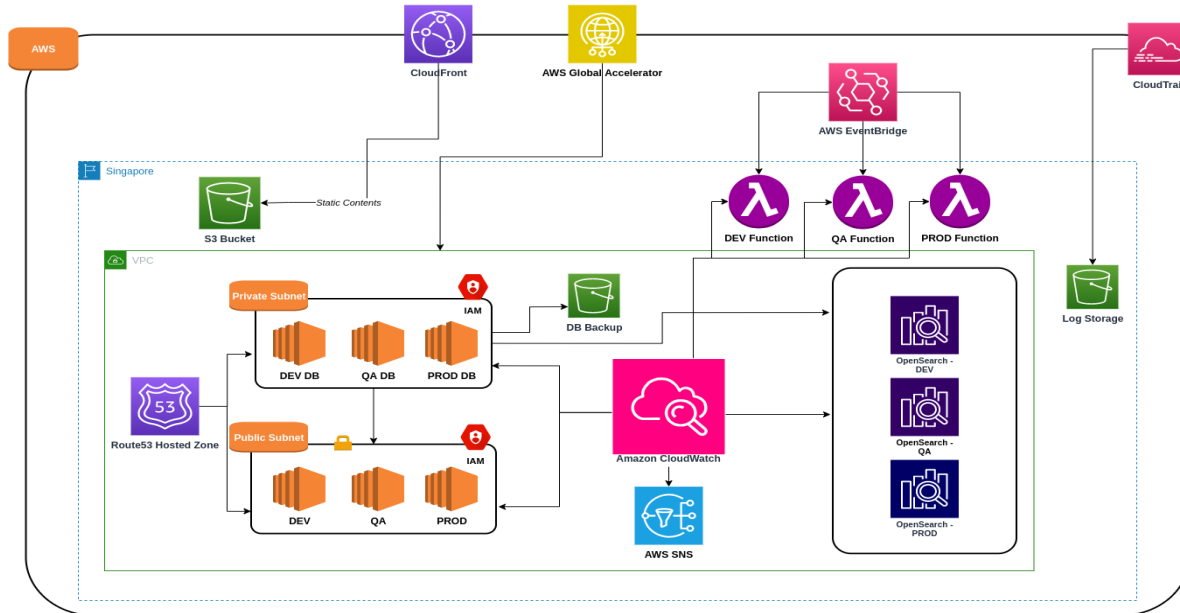 AWS
CloudFront
AWS Global Accelerator
CloudTrai
AWS EventBridge
Singapore
Static Contents
S3 Bucket
DEV Function
QA Function
PROD Function
VPC
Private Subnet
IAM
DEV DB
QA DB
PROD DB
DB Backup
Log Storage
OpenSearch -
DEV
53
Route53 Hosted Zone
Public Subnet
IAM
DEV
QA
PROD
Amazon CloudWatch
OpenSearch -
QA
AWS SNS
OpenSearch -
PROD